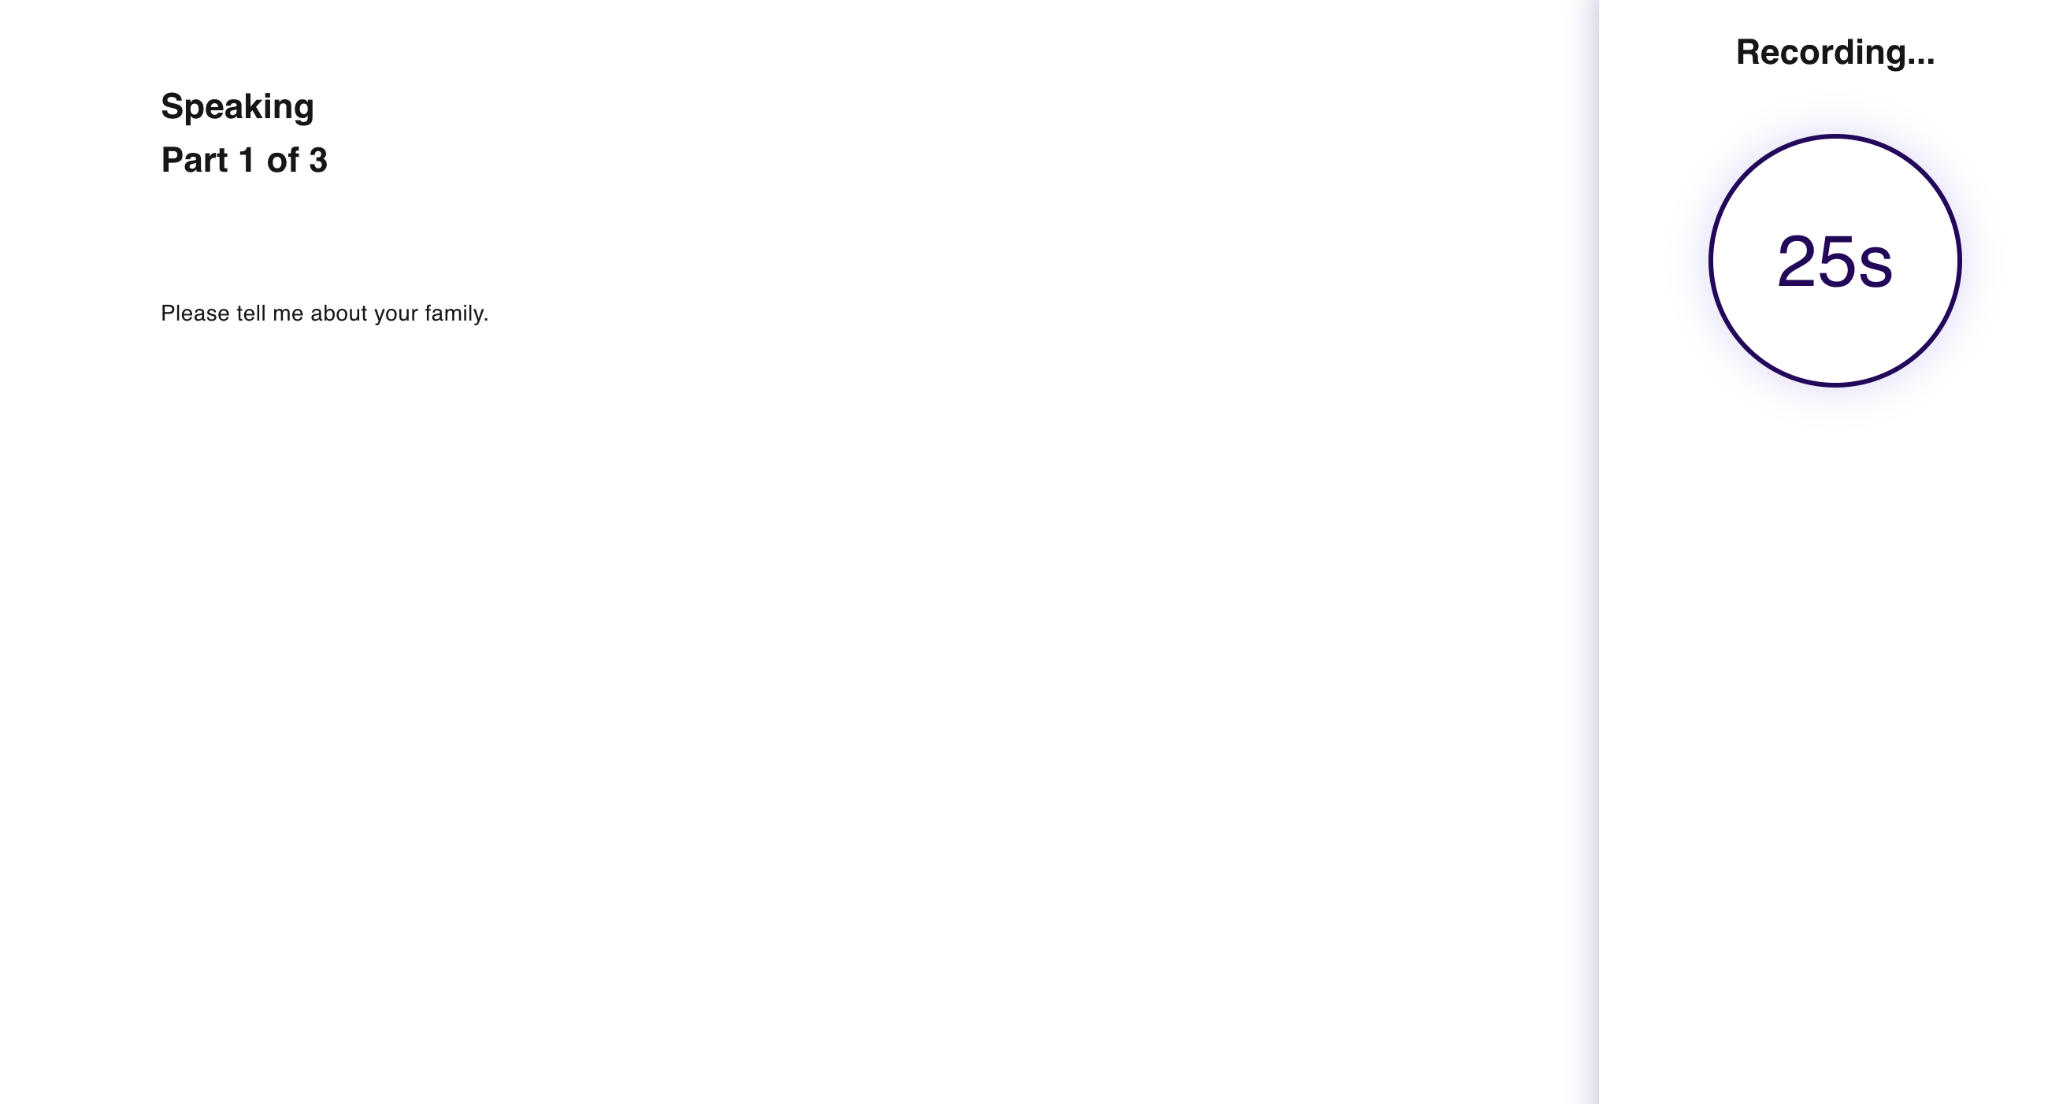 Speaking
Part 1 of 3
Please tell me about your family.
Recording...
25s